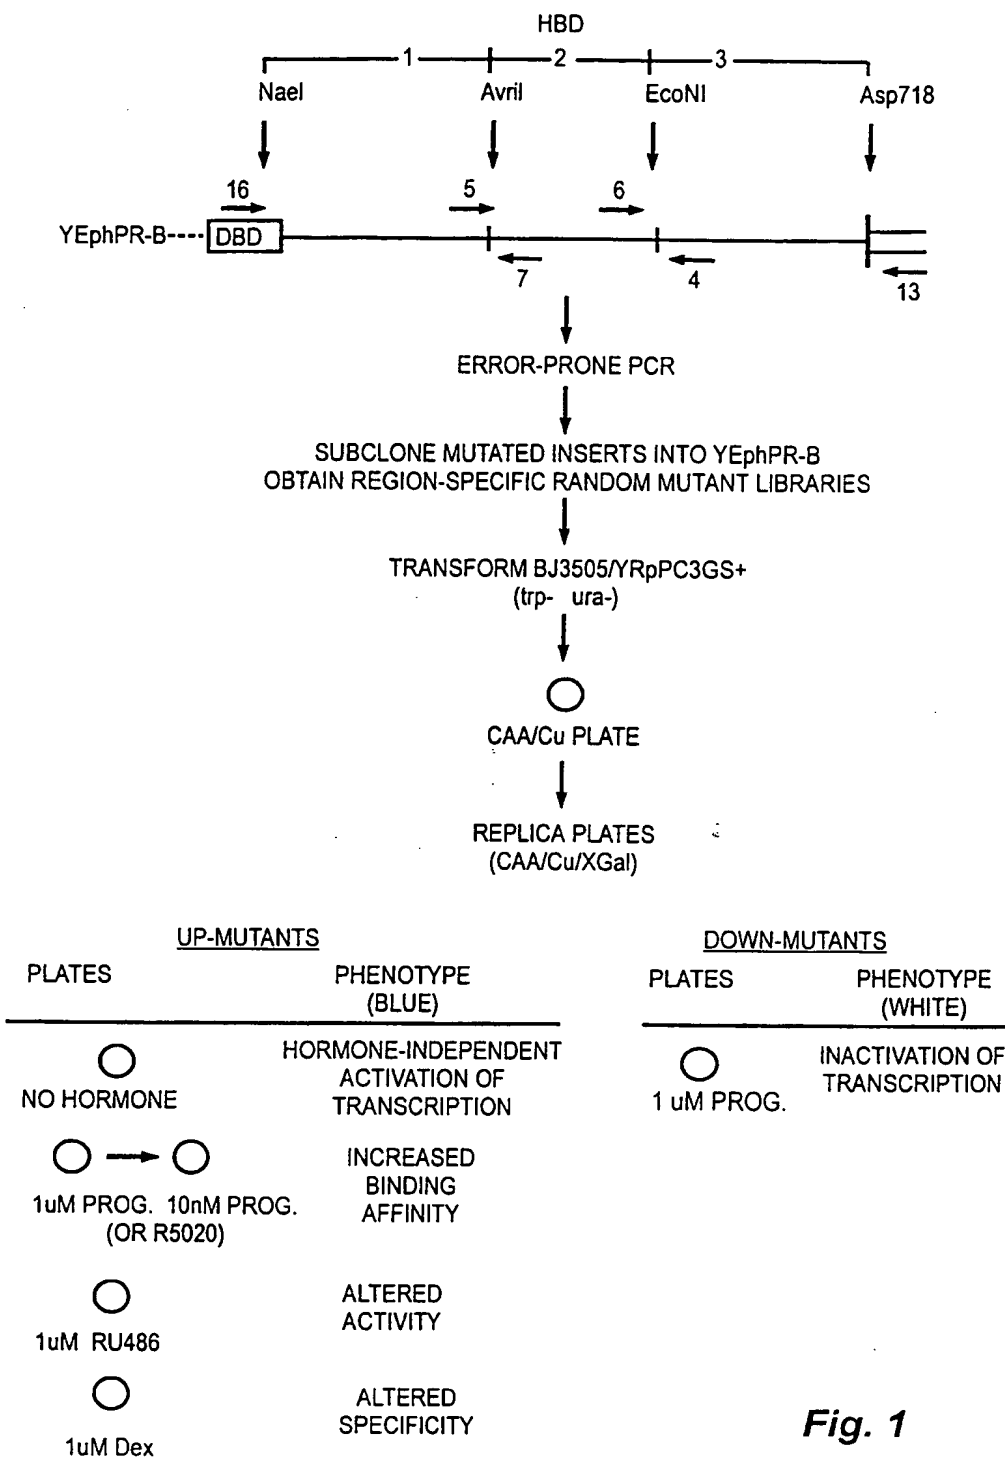 HBD
1 2 3
NaeI AvriI EcoNI Asp718
16 5 6
YEphPR-B---- DBD
7 4 13
ERROR-PRONE PCR
SUBCLONE MUTATED INSERTS INTO YEphPR-B
OBTAIN REGION-SPECIFIC RANDOM MUTANT LIBRARIES
TRANSFORM BJ3505/YRpPC3GS+
(trp- ura-)
CAA/Cu PLATE
REPLICA PLATES
(CAA/Cu/XGal)
UP-MUTANTS
PLATES PHENOTYPE
(BLUE)
NO HORMONE
HORMONE-INDEPENDENT
ACTIVATION OF
TRANSCRIPTION
1uM PROG. 10nM PROG.
(OR R5020)
INCREASED
BINDING
AFFINITY
1uM RU486
ALTERED
ACTIVITY
1uM Dex
ALTERED
SPECIFICITY
DOWN-MUTANTS
PLATES PHENOTYPE
(WHITE)
1 uM PROG.
INACTIVATION OF
TRANSCRIPTION
Fig. 1